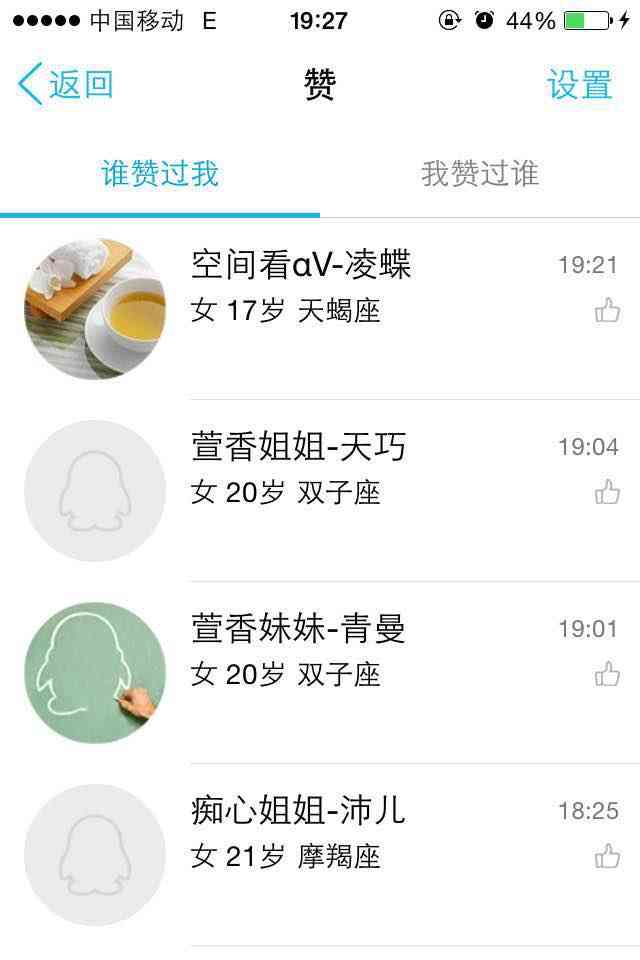 中国移动 E 19:27 44%
返回 赞 设置
谁赞过我 我赞过谁
空间看αV-凌蝶 19:21
女 17岁 天蝎座
萱香姐姐-天巧 19:04
女 20岁 双子座
萱香妹妹-青曼 19:01
女 20岁 双子座
痴心姐姐-沛儿 18:25
女 21岁 摩羯座